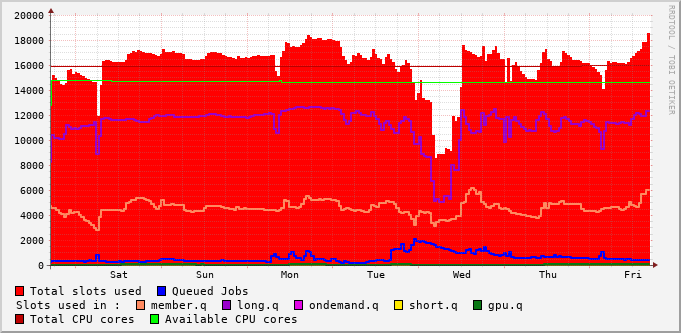 20000
18000
16000
14000
12000
10000
8000
6000
4000
2000
0
Sat Sun Mon Tue Wed Thu Fri
Total slots used Queued Jobs
Slots used in : member.q long.q ondemand.q short.q gpu.q
Total CPU cores Available CPU cores
RRDTOOL / TOBI OETIKER